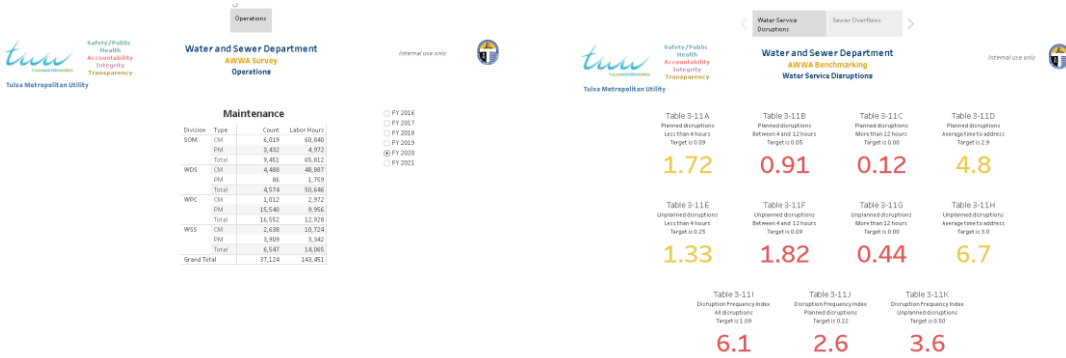 Operations
tmu
TULSA METRO WATERWORKS
Safety/Public
Health
Accountability
Integrity
Transparency
Tulsa Metropolitan Utility
Water and Sewer Department
AWWA Survey
Operations
Internal use only
Maintenance
Division Type Count Labor Hours
SOM CM 6,019 60,840
PM 3,432 4,972
Total 9,451 65,812
WDS CM 4,488 48,887
PM 86 1,759
Total 4,574 50,646
WPC CM 1,012 2,972
PM 15,540 9,956
Total 16,552 12,928
WSS CM 2,638 10,724
PM 3,909 3,342
Total 6,547 14,065
Grand Total 37,124 143,451
FY 2016
FY 2017
FY 2018
FY 2019
FY 2020
FY 2021
Water Service
Disruptions
Sewer Overflows
Safety/Public
Health
Accountability
Integrity
Transparency
Tulsa Metropolitan Utility
Water and Sewer Department
AWWA Benchmarking
Water Service Disruptions
Internal use only
Table 3-11A
Planned disruptions
Less than 4 hours
Target is 0.89
1.72
Table 3-11B
Planned disruptions
Between 4 and 12 hours
Target is 0.05
0.91
Table 3-11C
Planned disruptions
More than 12 hours
Target is 0.00
0.12
Table 3-11D
Planned disruptions
Average time to address
Target is 2.9
4.8
Table 3-11E
Unplanned disruptions
Less than 4 hours
Target is 0.25
1.33
Table 3-11F
Unplanned disruptions
Between 4 and 12 hours
Target is 0.09
1.82
Table 3-11G
Unplanned disruptions
More than 12 hours
Target is 0.00
0.44
Table 3-11H
Unplanned disruptions
Average time to address
Target is 3.0
6.7
Table 3-11I
Disruption Frequency Index
All disruptions
Target is 1.09
6.1
Table 3-11J
Disruption Frequency Index
Planned disruptions
Target is 0.22
2.6
Table 3-11K
Disruption Frequency Index
Unplanned disruptions
Target is 0.50
3.6